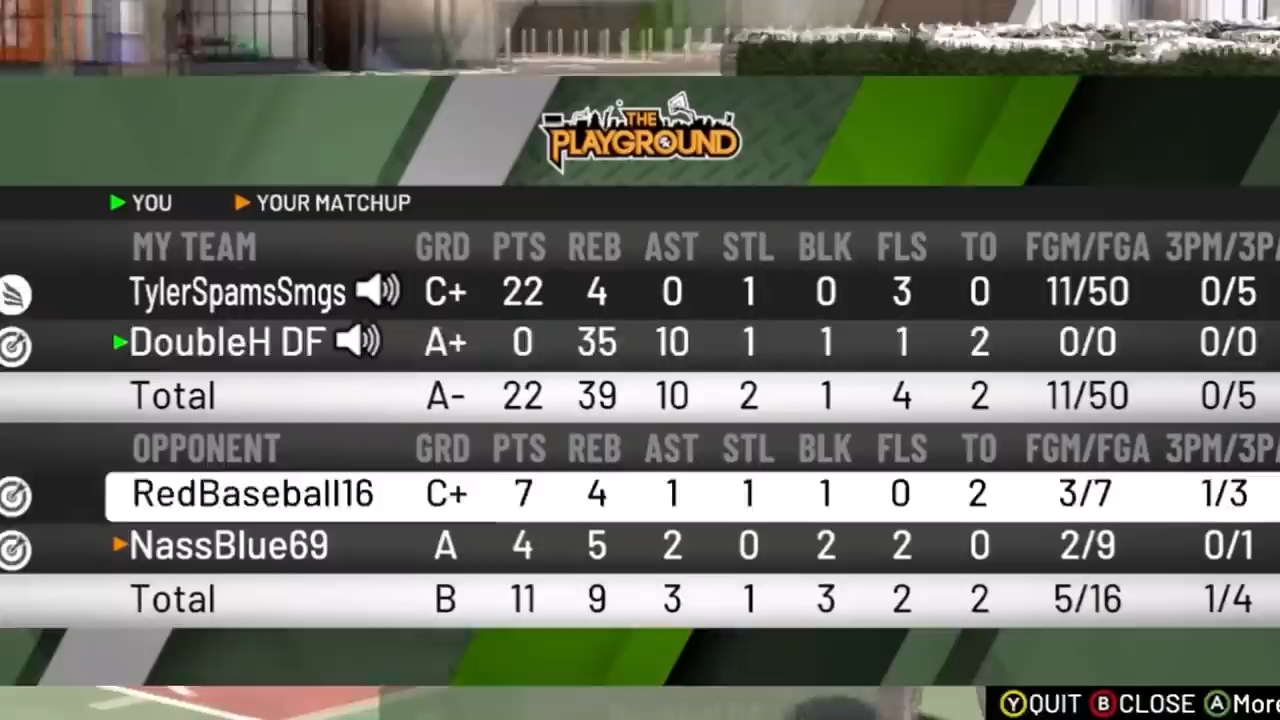 THE
PLAYGROUND
YOU YOUR MATCHUP
MY TEAM GRD PTS REB AST STL BLK FLS TO FGM/FGA 3PM/3P
TylerSpamsSmgs C+ 22 4 0 1 0 3 0 11/50 0/5
DoubleH DF A+ 0 35 10 1 1 1 2 0/0 0/0
Total A- 22 39 10 2 1 4 2 11/50 0/5
OPPONENT GRD PTS REB AST STL BLK FLS TO FGM/FGA 3PM/3P
RedBaseball16 C+ 7 4 1 1 1 0 2 3/7 1/3
NassBlue69 A 4 5 2 0 2 2 0 2/9 0/1
Total B 11 9 3 1 3 2 2 5/16 1/4
Y QUIT B CLOSE A More